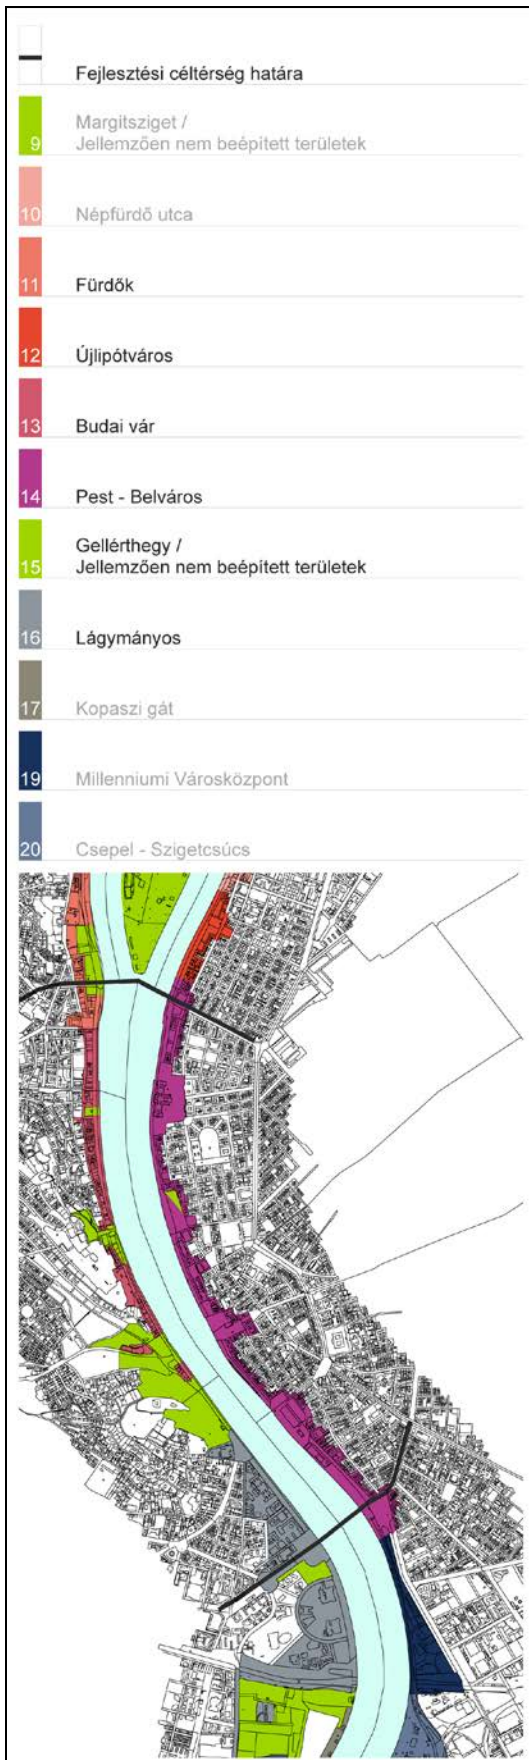 Fejlesztési céltérség határa
9 Margitsziget /
Jellemzően nem beépített területek
10 Népfürdő utca
11 Fürdők
12 Újlipótváros
13 Budai vár
14 Pest - Belváros
Gellérthegy /
15 Jellemzően nem beépített területek
16 Lágymányos
17 Kopaszi gát
19 Millenniumi Városközpont
20 Csepel - Szigetcsúcs